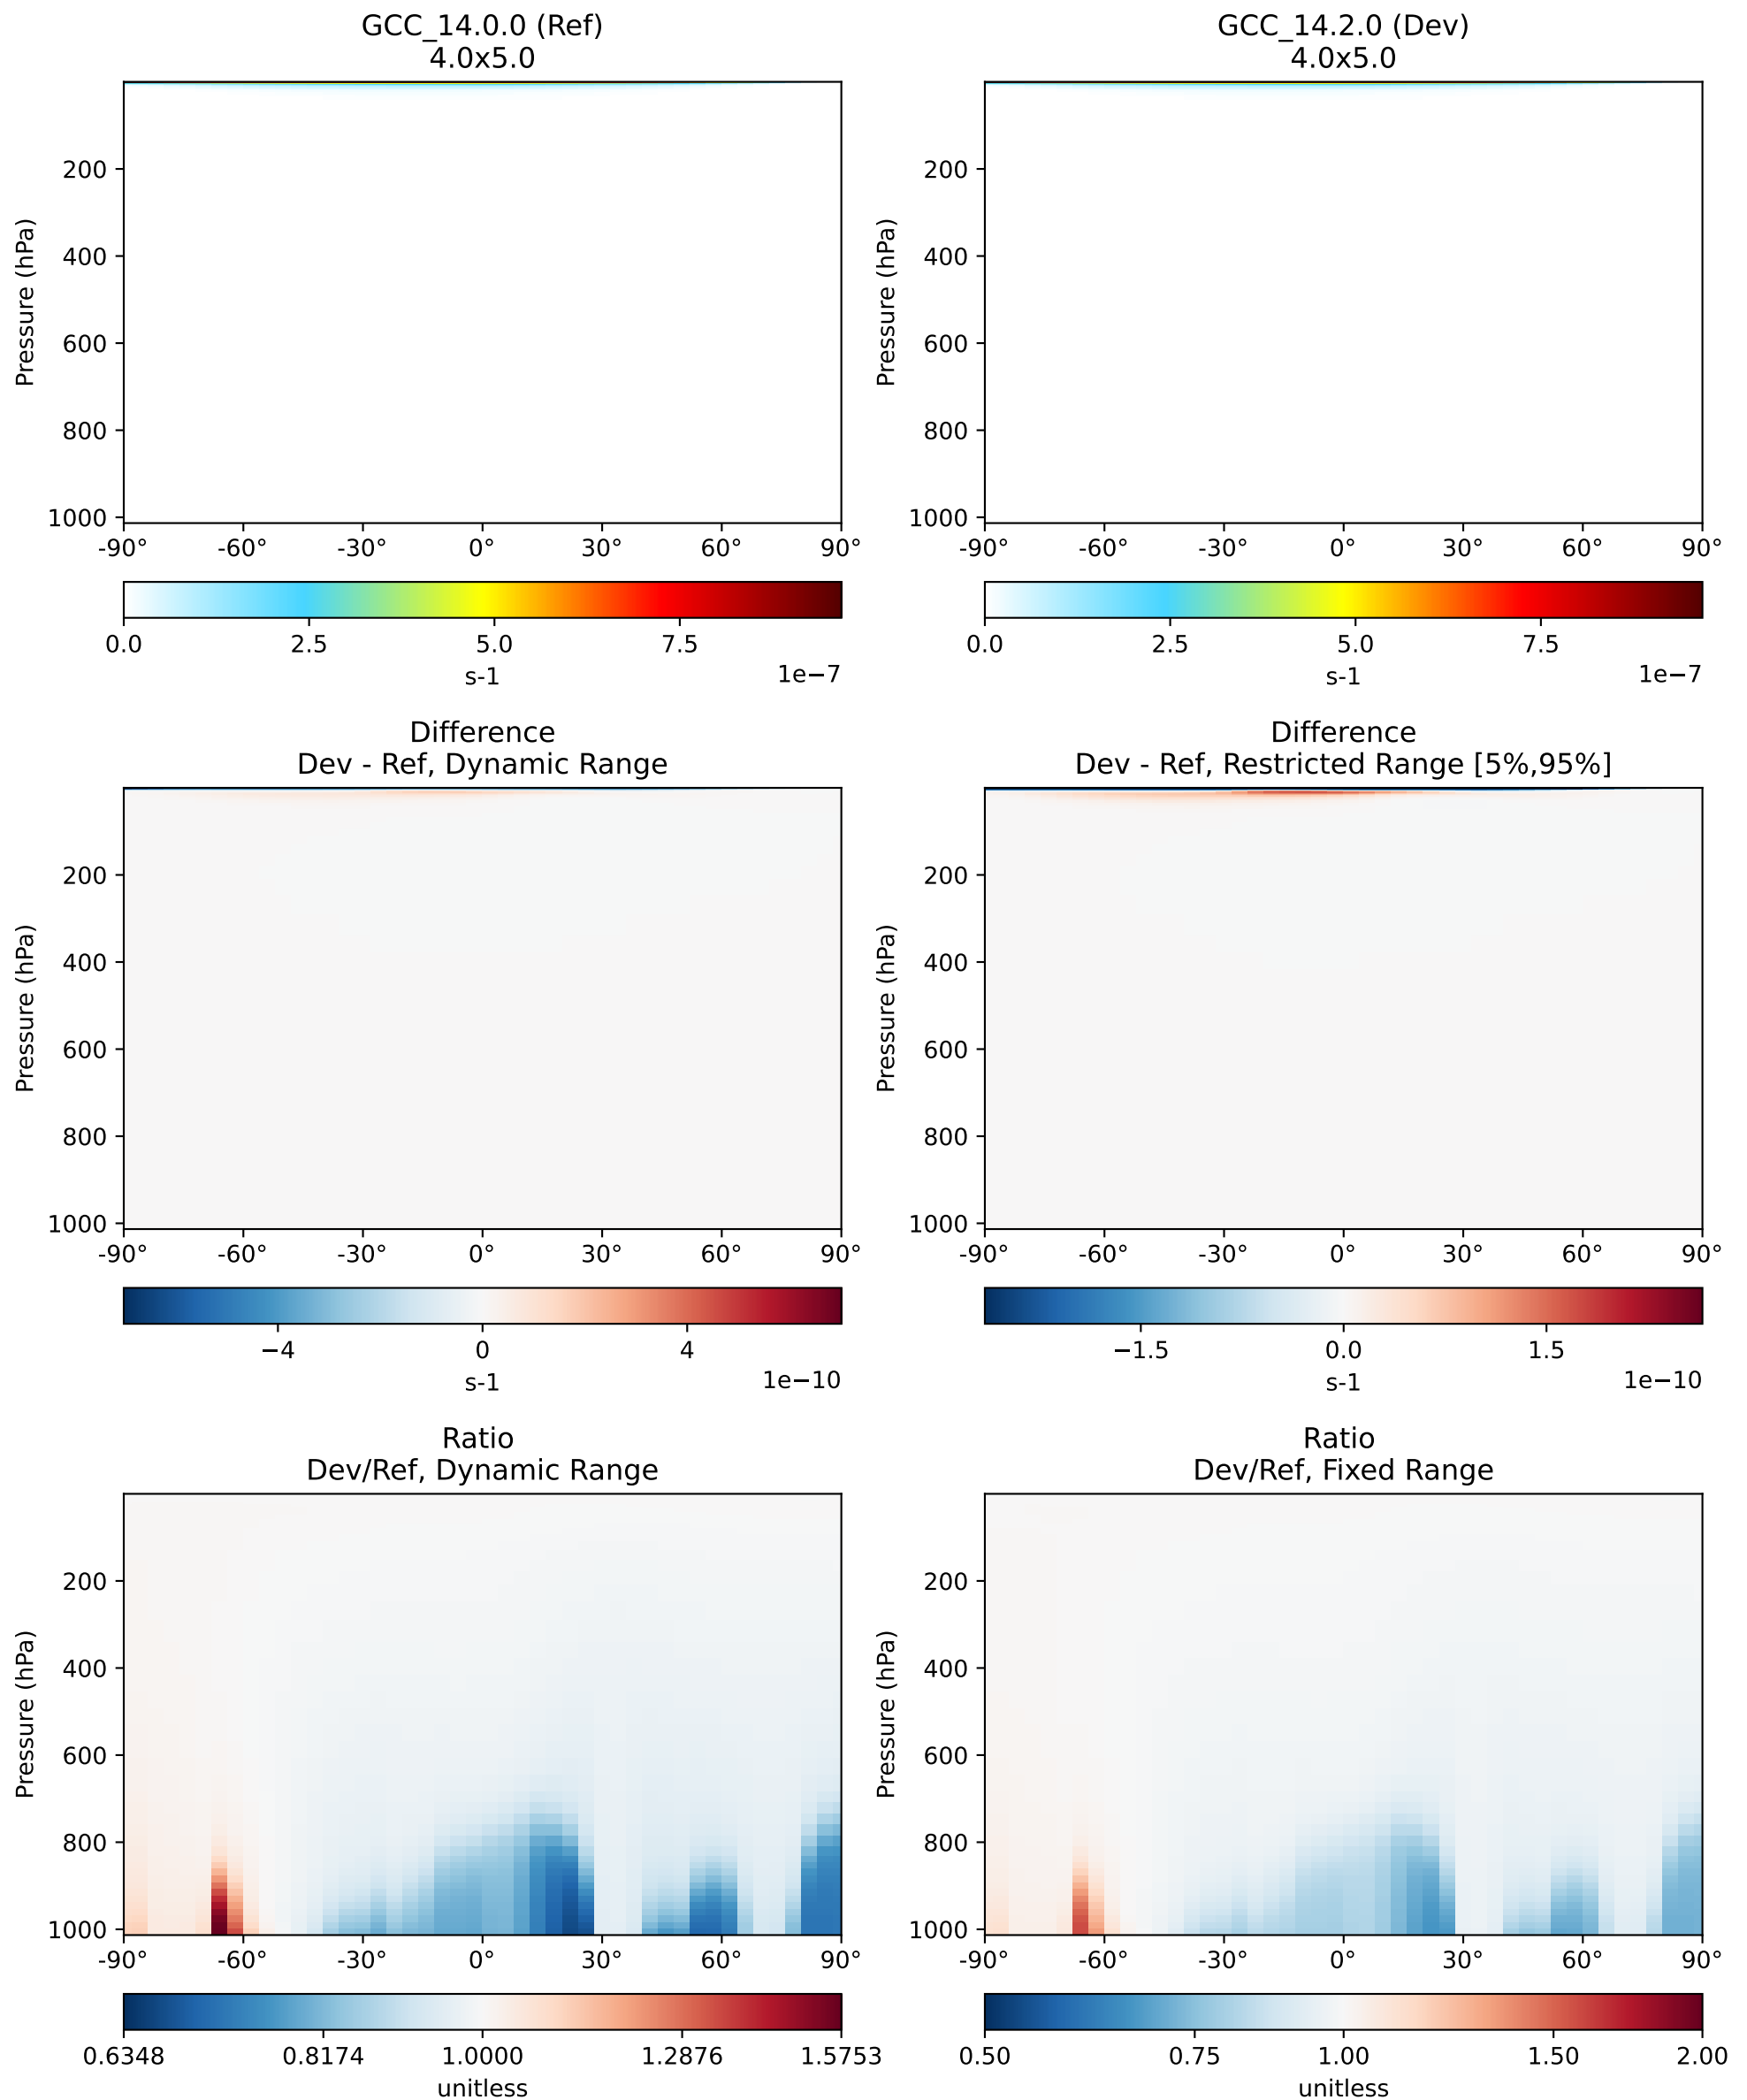 GCC_14.0.0 (Ref)
4.0x5.0
Pressure (hPa)
200
400
600
800
1000
-90° -60° -30° 0° 30° 60° 90°
0.0 2.5 5.0 7.5
s-1
1e−7
GCC_14.2.0 (Dev)
4.0x5.0
Pressure (hPa)
200
400
600
800
1000
-90° -60° -30° 0° 30° 60° 90°
0.0 2.5 5.0 7.5
s-1
1e−7
Difference
Dev - Ref, Dynamic Range
Pressure (hPa)
200
400
600
800
1000
-90° -60° -30° 0° 30° 60° 90°
−4 0 4
s-1
1e−10
Difference
Dev - Ref, Restricted Range [5%,95%]
Pressure (hPa)
200
400
600
800
1000
-90° -60° -30° 0° 30° 60° 90°
−1.5 0.0 1.5
s-1
1e−10
Ratio
Dev/Ref, Dynamic Range
Pressure (hPa)
200
400
600
800
1000
-90° -60° -30° 0° 30° 60° 90°
0.6348 0.8174 1.0000 1.2876 1.5753
unitless
Ratio
Dev/Ref, Fixed Range
Pressure (hPa)
200
400
600
800
1000
-90° -60° -30° 0° 30° 60° 90°
0.50 0.75 1.00 1.50 2.00
unitless